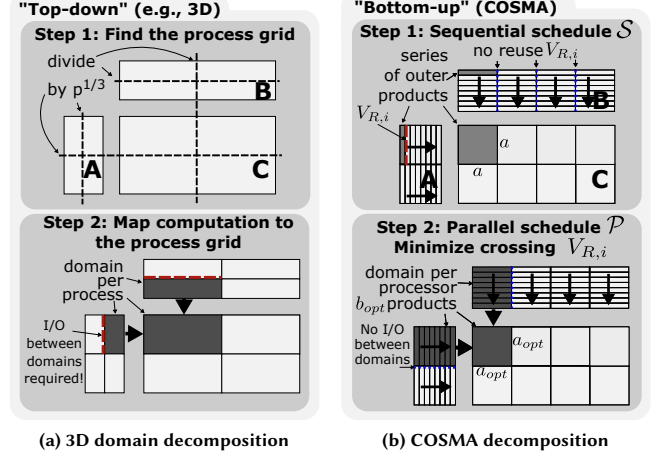 "Top-down" (e.g., 3D)
Step 1: Find the process grid
divide
by p^1/3
B
A
C
Step 2: Map computation to
the process grid
domain
per
process
I/O
between
domains
required!
(a) 3D domain decomposition
"Bottom-up" (COSMA)
Step 1: Sequential schedule 𝒮
series
of outer
products
no reuse V_{R,i}
V_{R,i}
B
A
a
a
C
Step 2: Parallel schedule 𝒫
Minimize crossing V_{R,i}
domain per
processor
b_{opt} products
No I/O
between
domains
a_{opt}
a_{opt}
(b) COSMA decomposition